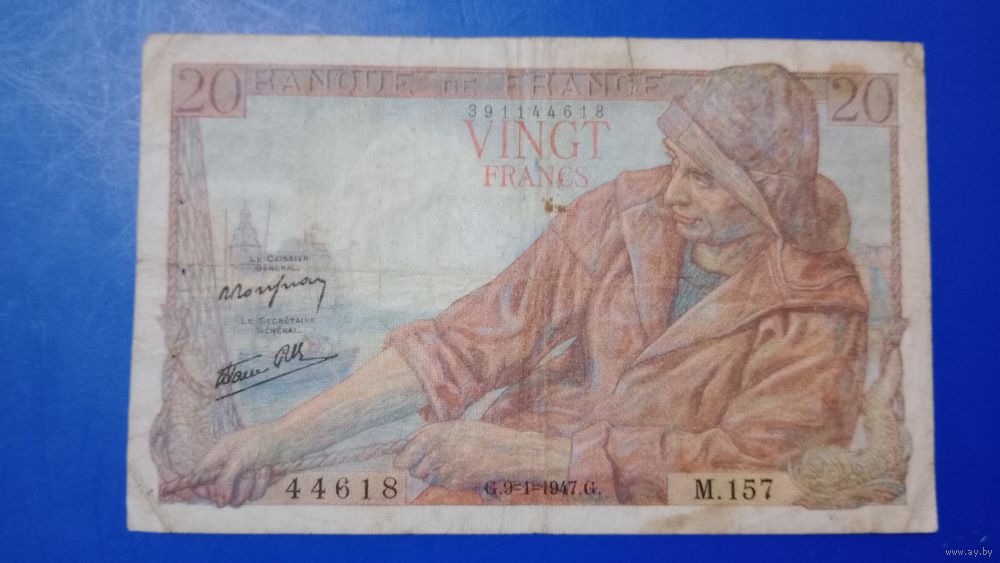 20 BANQUE DE FRANCE 20
391144618
VINGT
FRANCS
LE CAISSIER
GÉNÉRAL.
LE SECRÉTAIRE
GÉNÉRAL.
44618 G.9=1=1947.G. M.157
www.ay.by